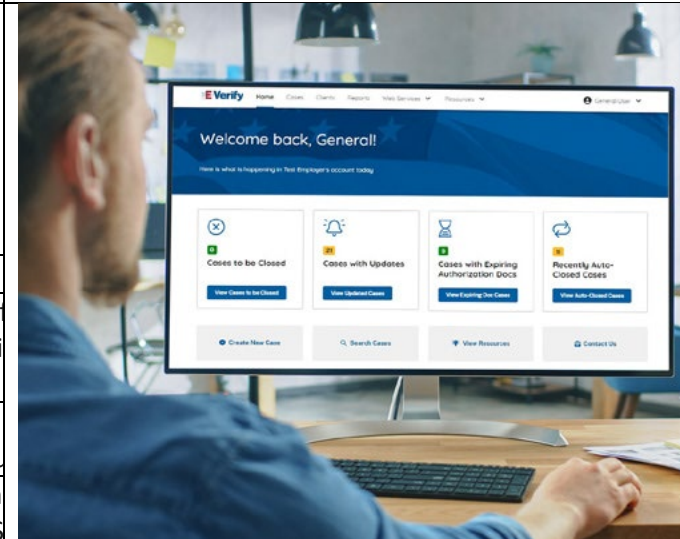 E-Verify Home Cases Clients Reports Web Services Resources General User
Welcome back, General!
Here is what is happening in Test Employer's account today
Cases to be Closed
21
Cases with Updates
Cases with Expiring
Authorization Docs
Recently Auto-
Closed Cases
View Cases to be Closed
View Updated Cases
View Expiring Doc Cases
View Auto-Closed Cases
Create New Case
Search Cases
View Resources
Contact Us